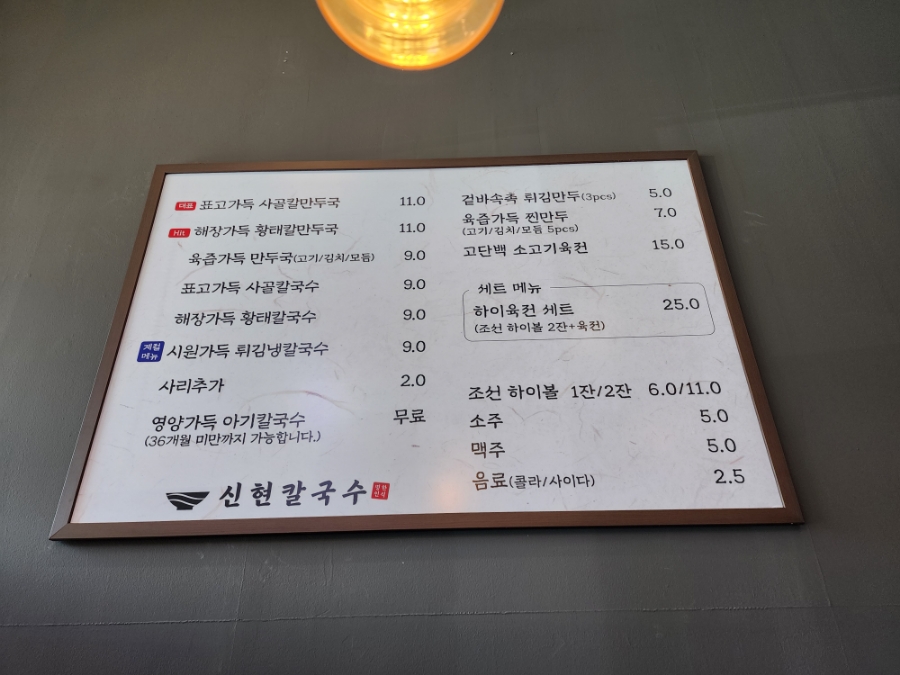 대표 표고가득 사골칼만두국 11.0
Hit 해장가득 황태칼만두국 11.0
육즙가득 만두국(고기/김치/모듬) 9.0
표고가득 사골칼국수 9.0
해장가득 황태칼국수 9.0
계절
메뉴 시원가득 튀김냉칼국수 9.0
사리추가 2.0
영양가득 아기칼국수 무료
(36개월 미만까지 가능합니다.)
신현칼국수
겉바속촉 튀김만두(3pcs) 5.0
육즙가득 찐만두 7.0
(고기/김치/모듬 5pcs)
고단백 소고기육전 15.0
세트 메뉴
하이육전 세트 25.0
(조선 하이볼 2잔+육전)
조선 하이볼 1잔/2잔 6.0/11.0
소주 5.0
맥주 5.0
음료(콜라/사이다) 2.5